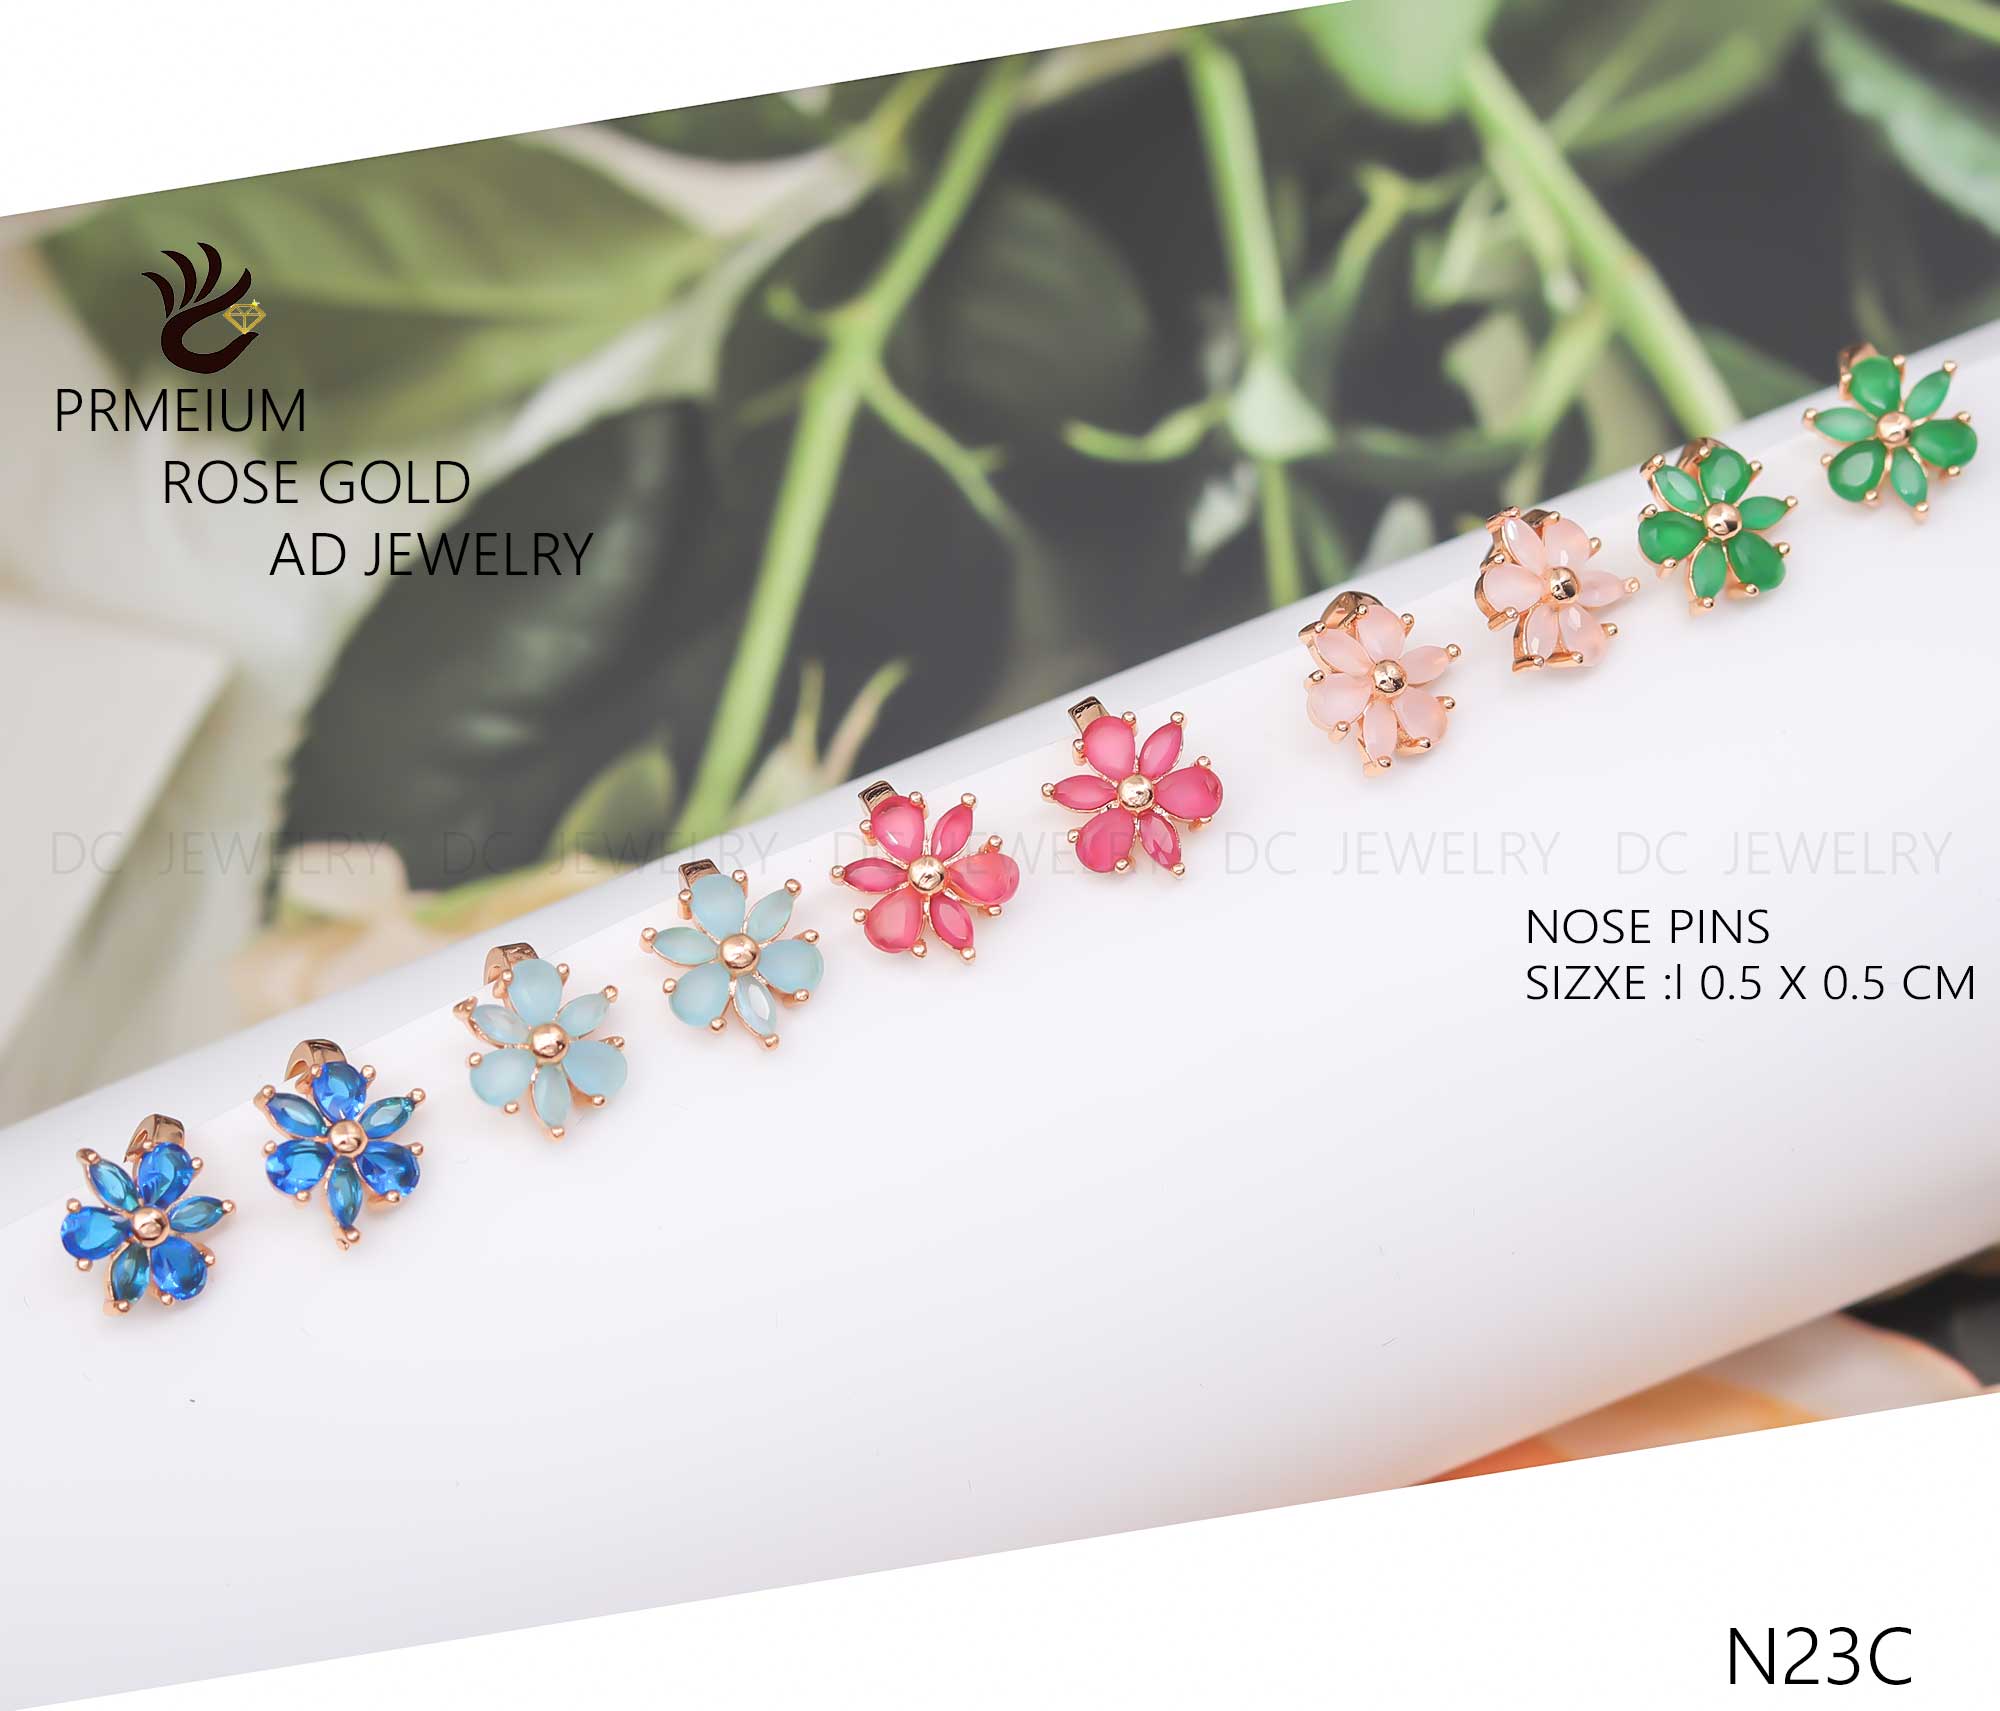 PRMEIUM
ROSE GOLD
AD JEWELRY
DC JEWELRY DC JEWELRY DC JEWELRY DC JEWELRY DC JEWELRY
NOSE PINS
SIZXE :l 0.5 X 0.5 CM
N23C